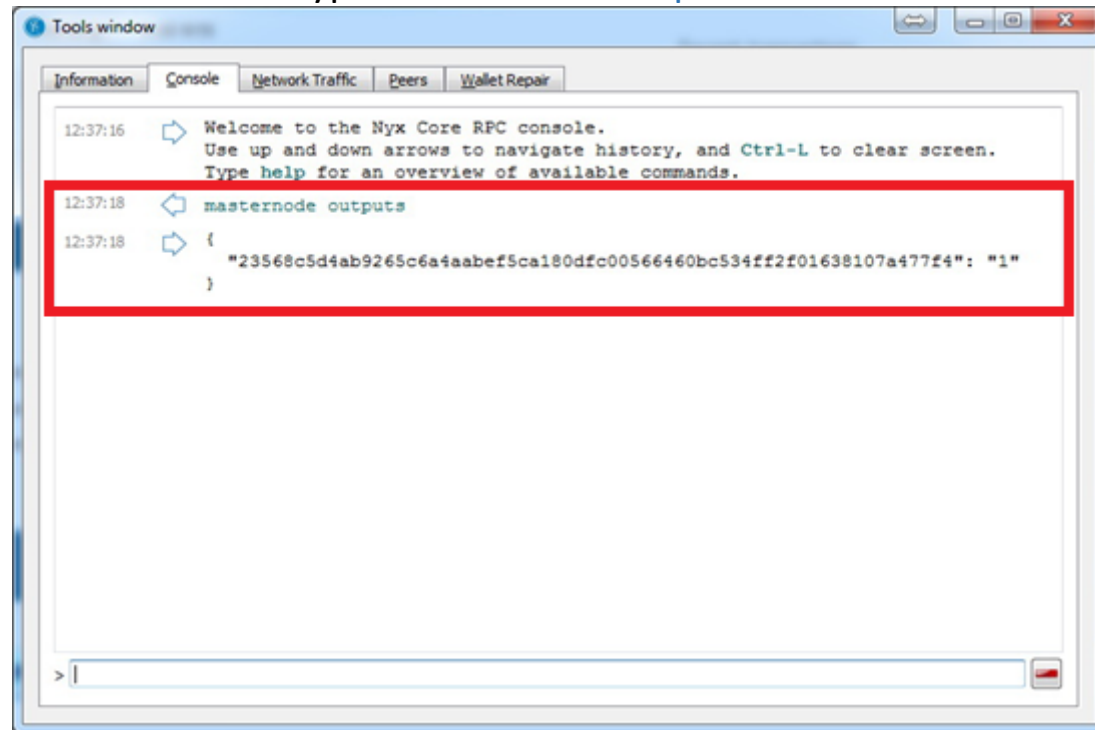 Tools window
Information Console Network Traffic Peers Wallet Repair
12:37:16 Welcome to the Nyx Core RPC console.
Use up and down arrows to navigate history, and Ctrl-L to clear screen.
Type help for an overview of available commands.
12:37:18 masternode outputs
12:37:18 {
"23568c5d4ab9265c6a4aabef5ca180dfc00566460bc534ff2f01638107a477f4": "1"
}
>